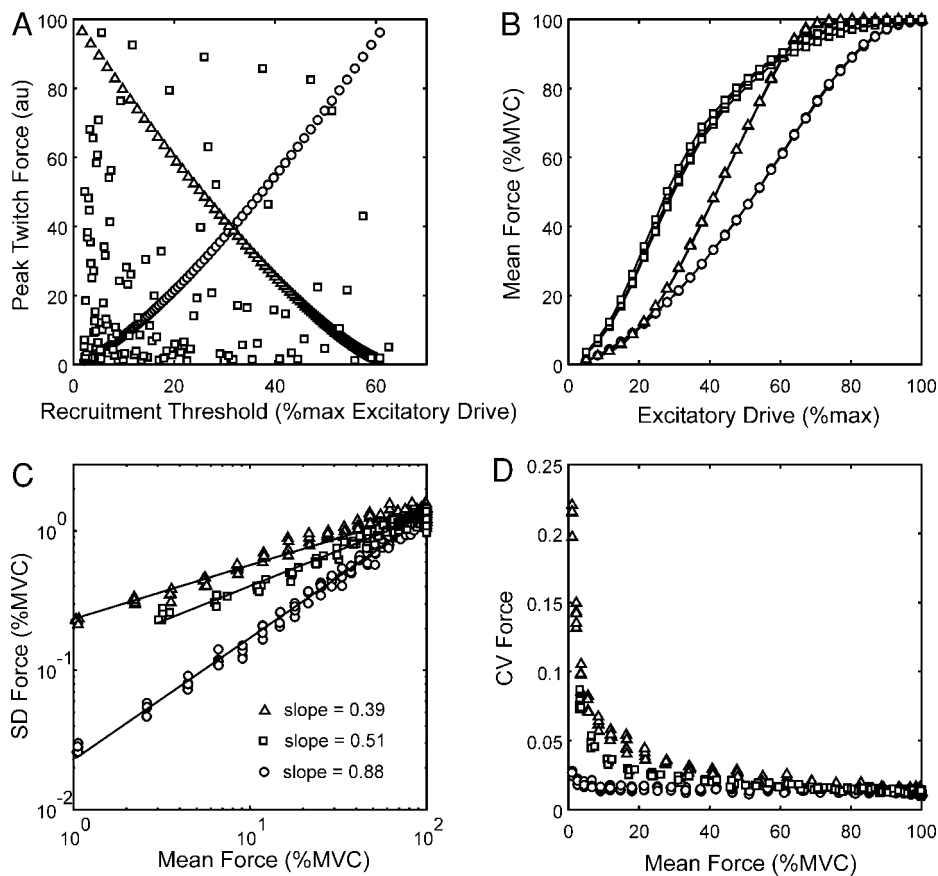 A
Peak Twitch Force (au)
100
80
60
40
20
0
0 20 40 60 80
Recruitment Threshold (%max Excitatory Drive)
B
Mean Force (%MVC)
100
80
60
40
20
0
0 20 40 60 80 100
Excitatory Drive (%max)
C
SD Force (%MVC)
10^0
10^-1
10^-2
slope = 0.39
slope = 0.51
slope = 0.88
10^0 10^1 10^2
Mean Force (%MVC)
D
CV Force
0.25
0.2
0.15
0.1
0.05
0
0 20 40 60 80 100
Mean Force (%MVC)